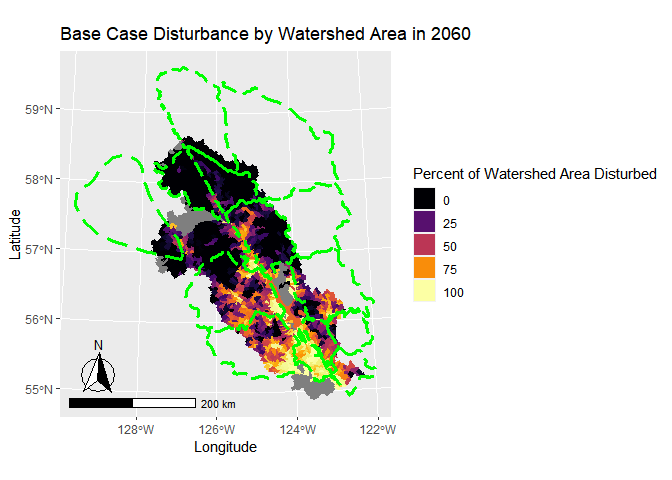 Base Case Disturbance by Watershed Area in 2060
59°N
58°N
57°N
56°N
55°N
Latitude
N
200 km
128°W
126°W
124°W
122°W
Longitude
Percent of Watershed Area Disturbed
0
25
50
75
100